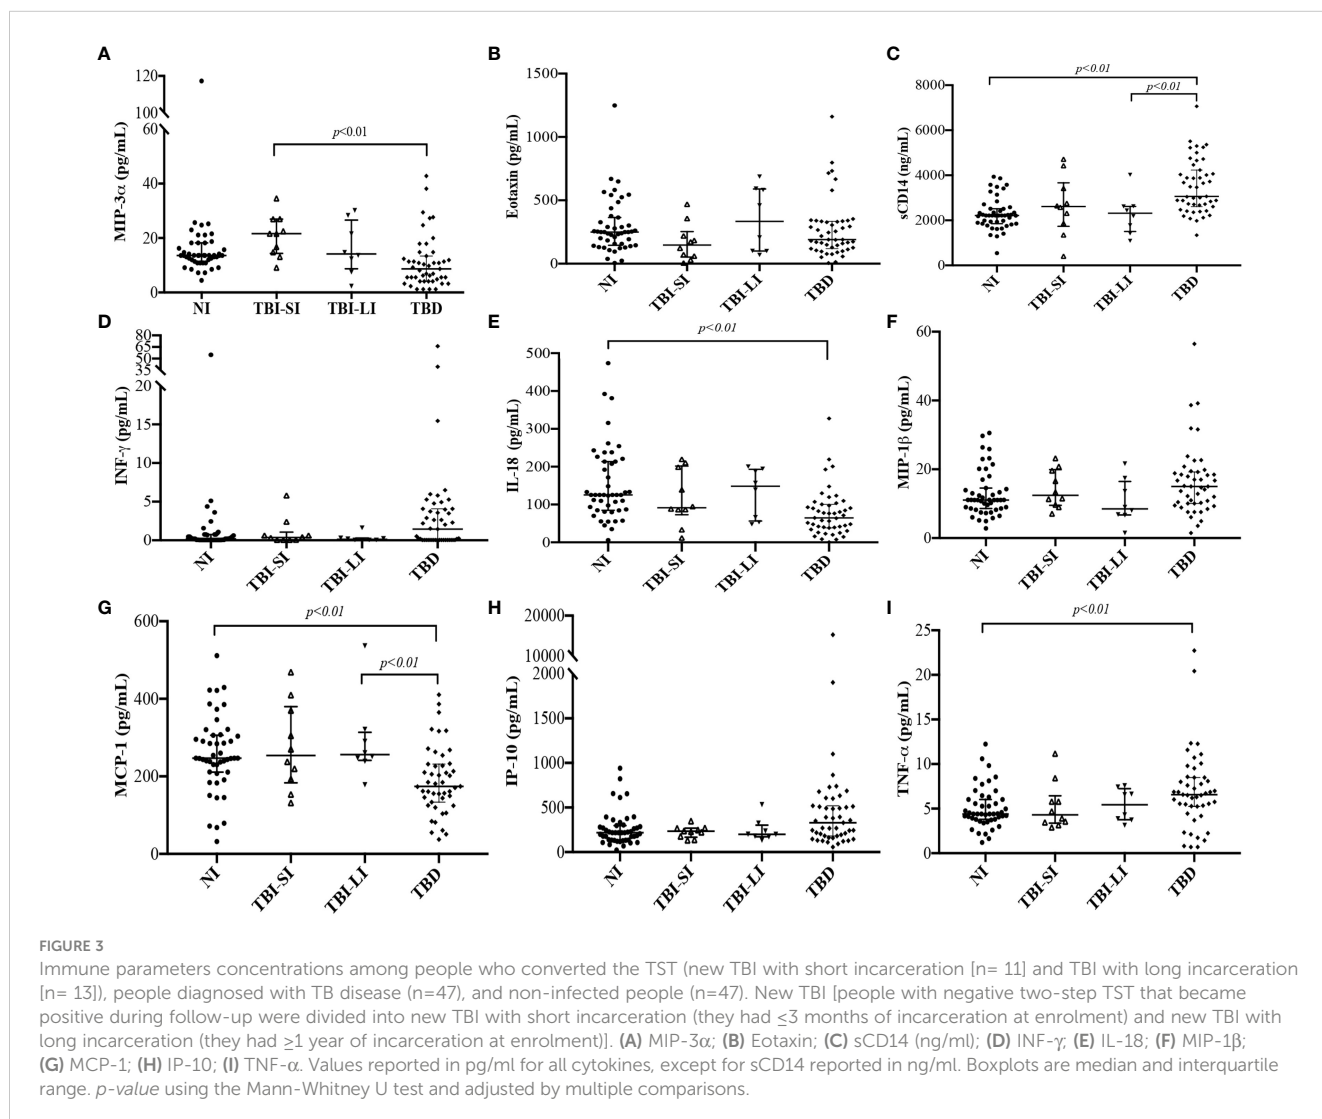 A
MIP-3α (pg/mL)
120
100
60
40
20
0
p<0.01
NI
TBI-SI
TBI-LI
TBD
B
Eotaxin (pg/mL)
1500
1000
500
0
NI
TBI-SI
TBI-LI
TBD
C
sCD14 (ng/mL)
8000
6000
4000
2000
0
p<0.01
p<0.01
NI
TBI-SI
TBI-LI
TBD
D
INF-γ (pg/mL)
80
65
50
35
20
15
10
5
0
NI
TBI-SI
TBI-LI
TBD
E
IL-18 (pg/mL)
500
400
300
200
100
0
p<0.01
NI
TBI-SI
TBI-LI
TBD
F
MIP-1β (pg/mL)
60
40
20
0
NI
TBI-SI
TBI-LI
TBD
G
MCP-1 (pg/mL)
600
400
200
0
p<0.01
p<0.01
NI
TBI-SI
TBI-LI
TBD
H
IP-10 (pg/mL)
20000
10000
2000
1500
1000
500
0
NI
TBI-SI
TBI-LI
TBD
I
TNF-α (pg/mL)
25
20
15
10
5
0
p<0.01
NI
TBI-SI
TBI-LI
TBD
FIGURE 3
Immune parameters concentrations among people who converted the TST (new TBI with short incarceration [n= 11] and TBI with long incarceration
[n= 13]), people diagnosed with TB disease (n=47), and non-infected people (n=47). New TBI [people with negative two-step TST that became
positive during follow-up were divided into new TBI with short incarceration (they had ≤3 months of incarceration at enrolment) and new TBI with
long incarceration (they had ≥1 year of incarceration at enrolment)]. (A) MIP-3α; (B) Eotaxin; (C) sCD14 (ng/ml); (D) INF-γ; (E) IL-18; (F) MIP-1β;
(G) MCP-1; (H) IP-10; (I) TNF-α. Values reported in pg/ml for all cytokines, except for sCD14 reported in ng/ml. Boxplots are median and interquartile
range. p-value using the Mann-Whitney U test and adjusted by multiple comparisons.